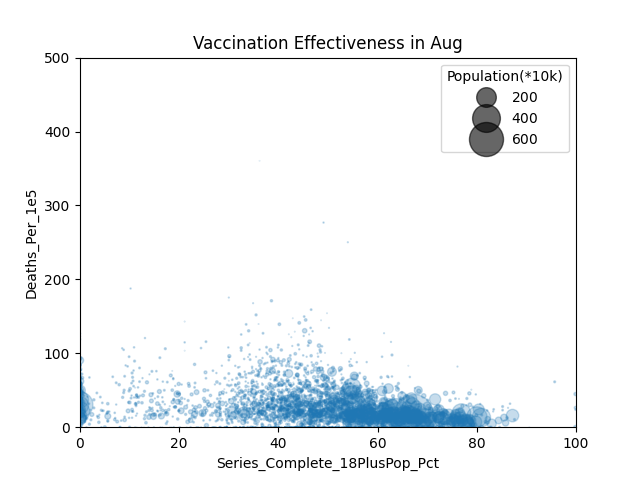 Vaccination Effectiveness in Aug
500
400
300
200
100
0
Deaths_Per_1e5
Population(*10k)
200
400
600
0 20 40 60 80 100
Series_Complete_18PlusPop_Pct